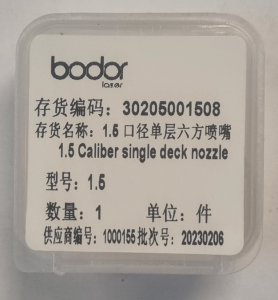 bodor
laser
存货编码：30205001508
存货名称：1.5 口径单层六方喷嘴
1.5 Caliber single deck nozzle
型号：1.5
数量：1 单位：件
供应商编号：1000155 批次号：20230206